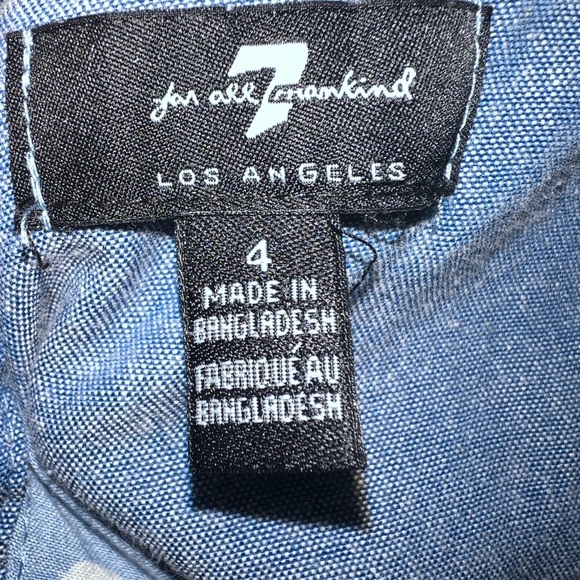 7
for all mankind
LOS ANGELES
4
MADE IN
BANGLADESH
FABRIQUÉ AU
BANGLADESH